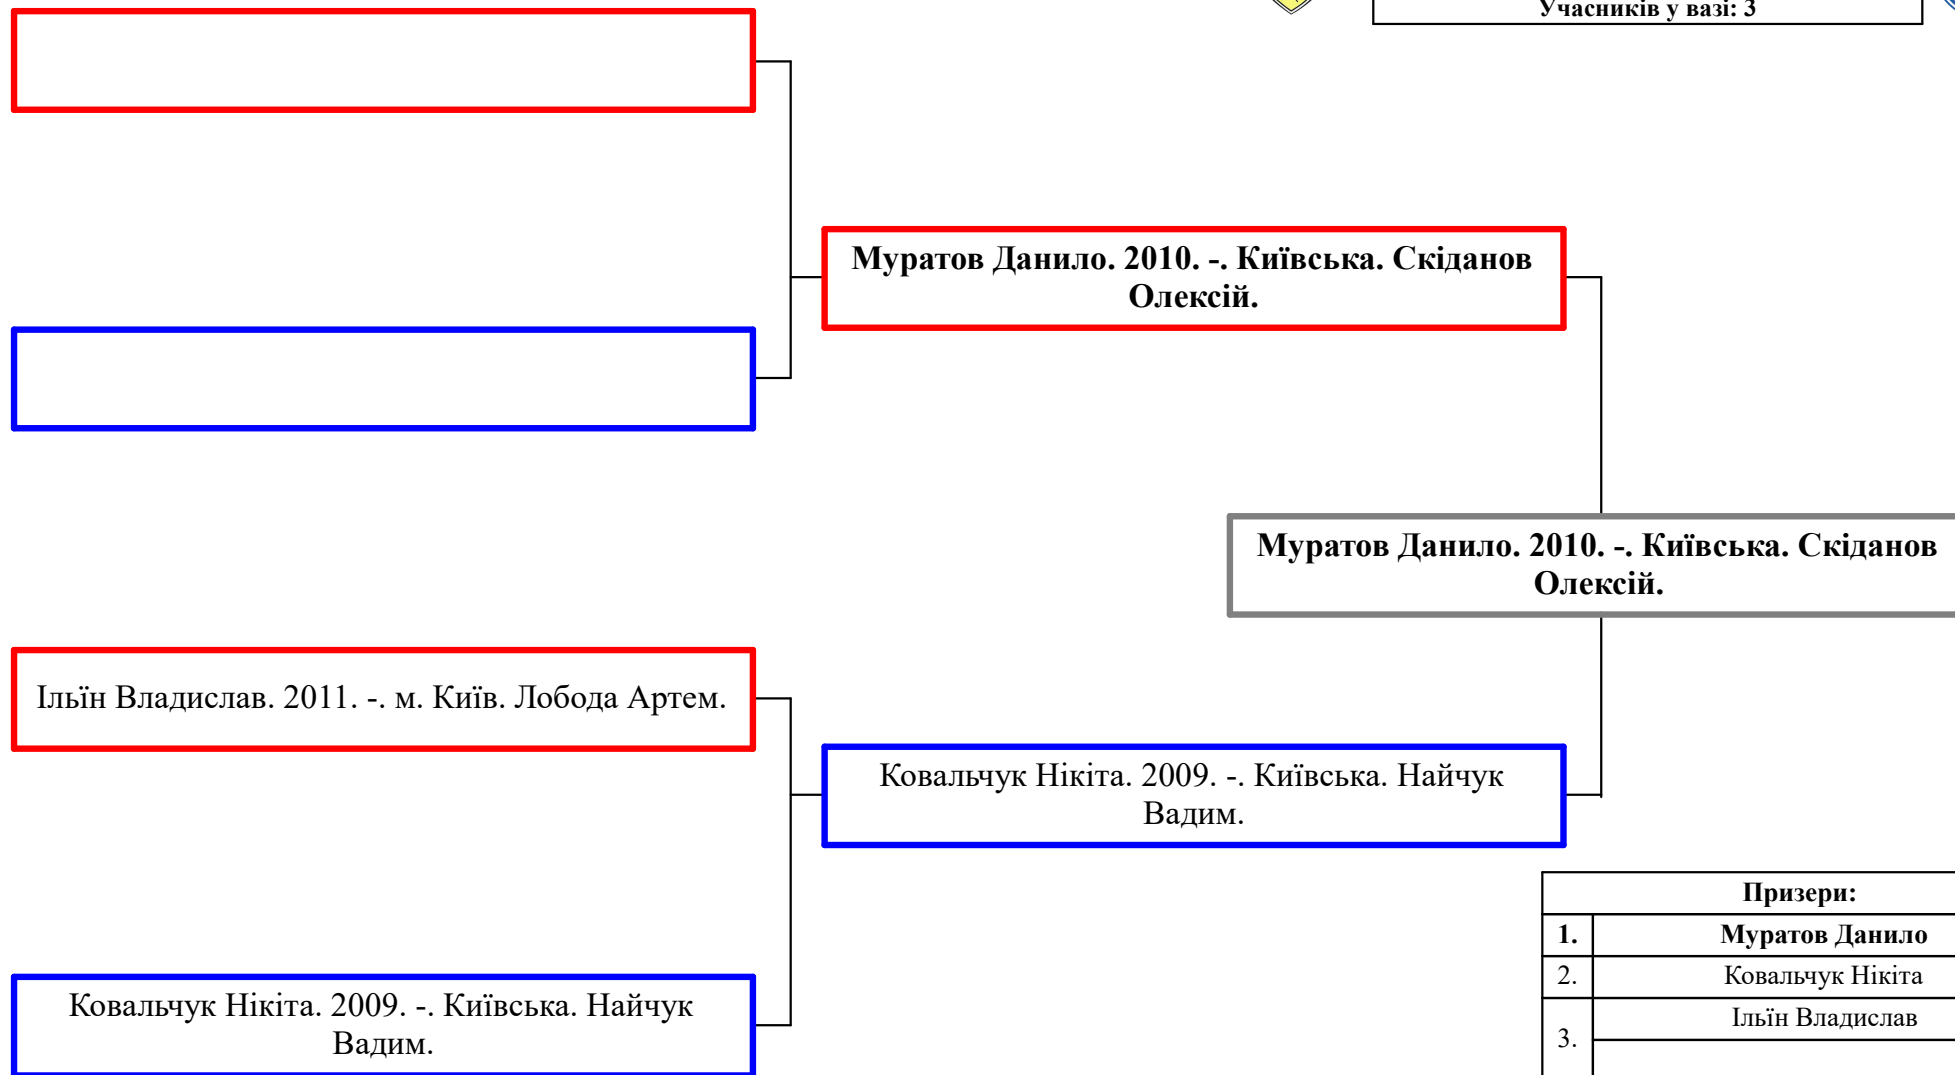 Учасників у вазі: 3
Муратов Данило. 2010. -. Київська. Скіданов
Олексій.
Муратов Данило. 2010. -. Київська. Скіданов
Олексій.
Ільїн Владислав. 2011. -. м. Київ. Лобода Артем.
Ковальчук Нікіта. 2009. -. Київська. Найчук
Вадим.
Ковальчук Нікіта. 2009. -. Київська. Найчук
Вадим.
Призери:
1. Муратов Данило
2. Ковальчук Нікіта
3. Ільїн Владислав